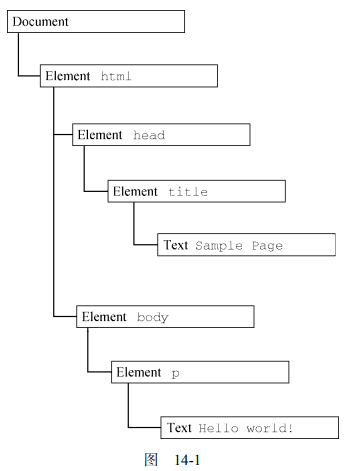 Document
Element html
Element head
Element title
Text Sample Page
Element body
Element p
Text Hello world!
图 14-1